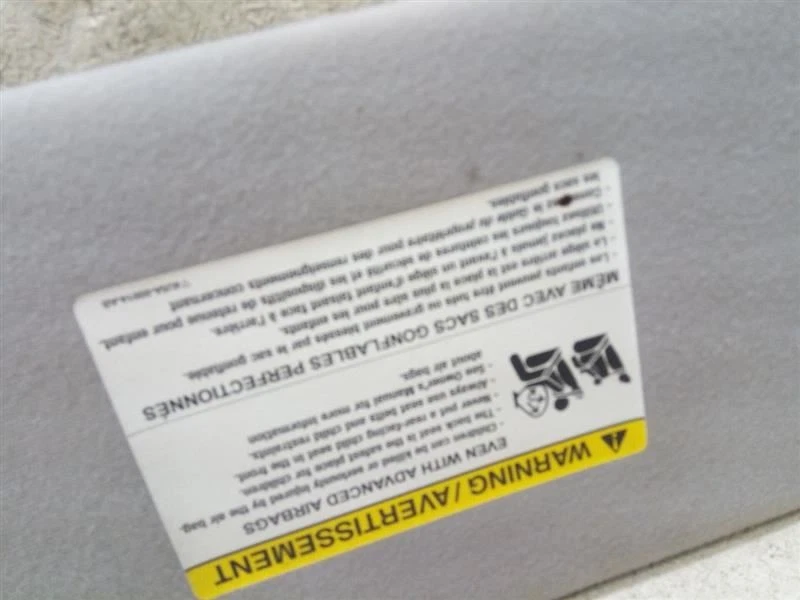 WARNING / AVERTISSEMENT
EVEN WITH ADVANCED AIRBAGS
- Children can be killed or seriously injured by the air bag.
- The back seat is the safest place for children.
- Never put a rear-facing child seat in the front.
- Always use seat belts and child restraints.
- See Owner's Manual for more information
about air bags.
MÊME AVEC DES SACS GONFLABLES PERFECTIONNÉS
- Les enfants peuvent être tués ou grièvement blessés par le sac gonflable.
- Le siège arrière est la place la plus sûre pour les enfants.
- Ne placez jamais à l'avant un siège d'enfant faisant face à l'arrière.
- Utilisez toujours les ceintures de sécurité et les dispositifs de retenue pour enfant.
- le Guide du propriétaire pour des renseignements concernant
les sacs gonflables.